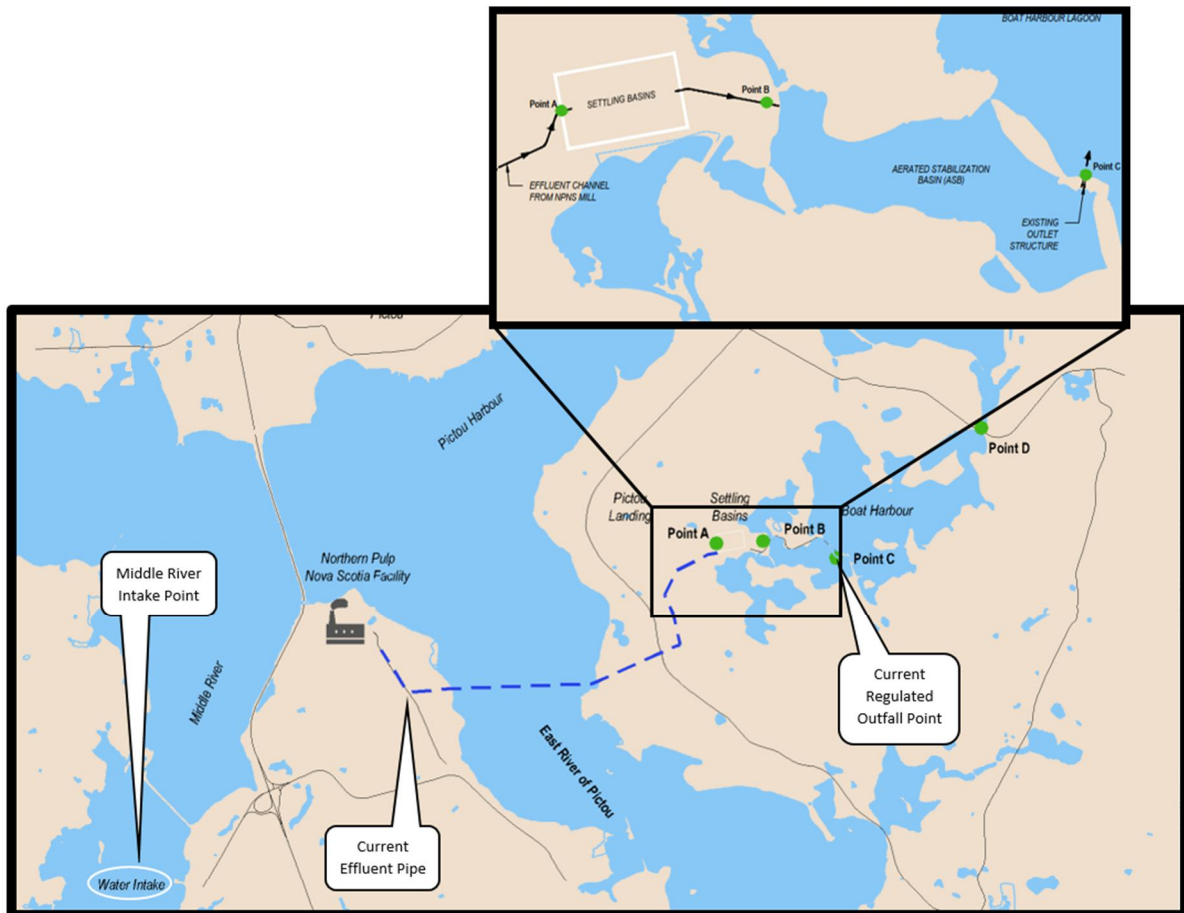 BOAT HARBOUR LAGOON
Point A
SETTLING BASINS
Point B
AERATED STABILIZATION
BASIN (ASB)
Point C
EFFLUENT CHANNEL
FROM NPNS MILL
EXISTING
OUTLET
STRUCTURE
Pictou
Pictou Harbour
Point D
Pictou
Landing
Settling
Basins
Boat Harbour
Point A
Point B
Point C
Northern Pulp
Nova Scotia Facility
Middle River
Intake Point
Middle River
Current
Regulated
Outfall Point
East River of Pictou
Current
Effluent Pipe
Water Intake